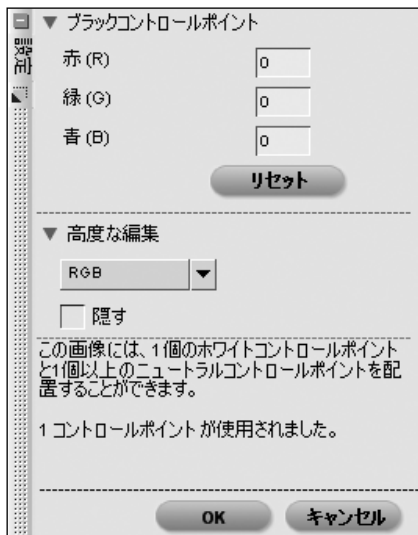 設定
▼ ブラックコントロールポイント
赤 (R) 0
緑 (G) 0
青 (B) 0
リセット
▼ 高度な編集
RGB
隠す
この画像には、1個のホワイトコントロールポイント
と1個以上のニュートラルコントロールポイントを配
置することができます。
1 コントロールポイント が使用されました。
OK キャンセル